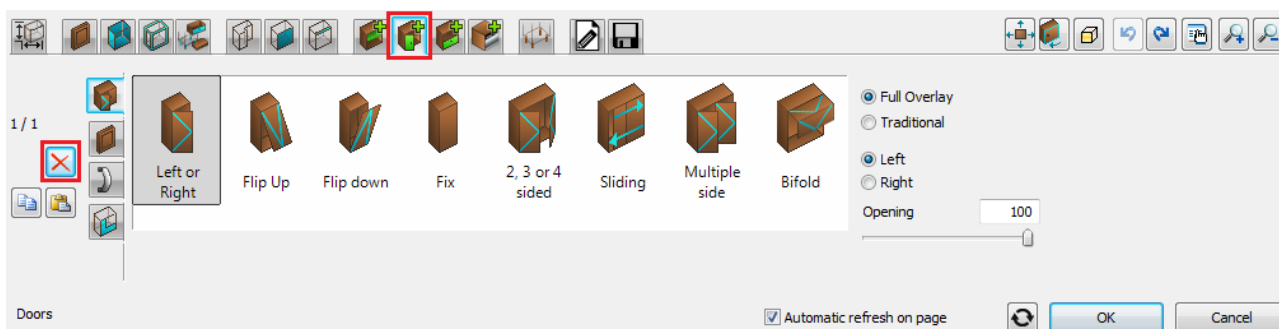 1 / 1
Left or
Right
Flip Up
Flip down
Fix
2, 3 or 4
sided
Sliding
Multiple
side
Bifold
Full Overlay
Traditional
Left
Right
Opening
100
Doors
Automatic refresh on page
OK
Cancel